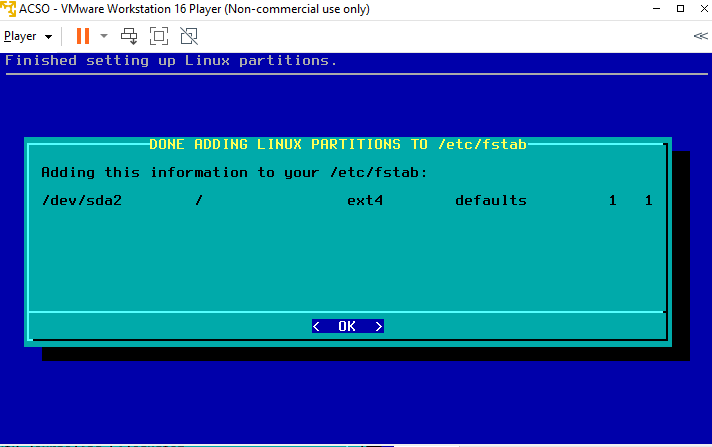 ACSO - VMware Workstation 16 Player (Non-commercial use only)
Player
Finished setting up Linux partitions.
DONE ADDING LINUX PARTITIONS TO /etc/fstab
Adding this information to your /etc/fstab:
/dev/sda2 / ext4 defaults 1 1
< OK >